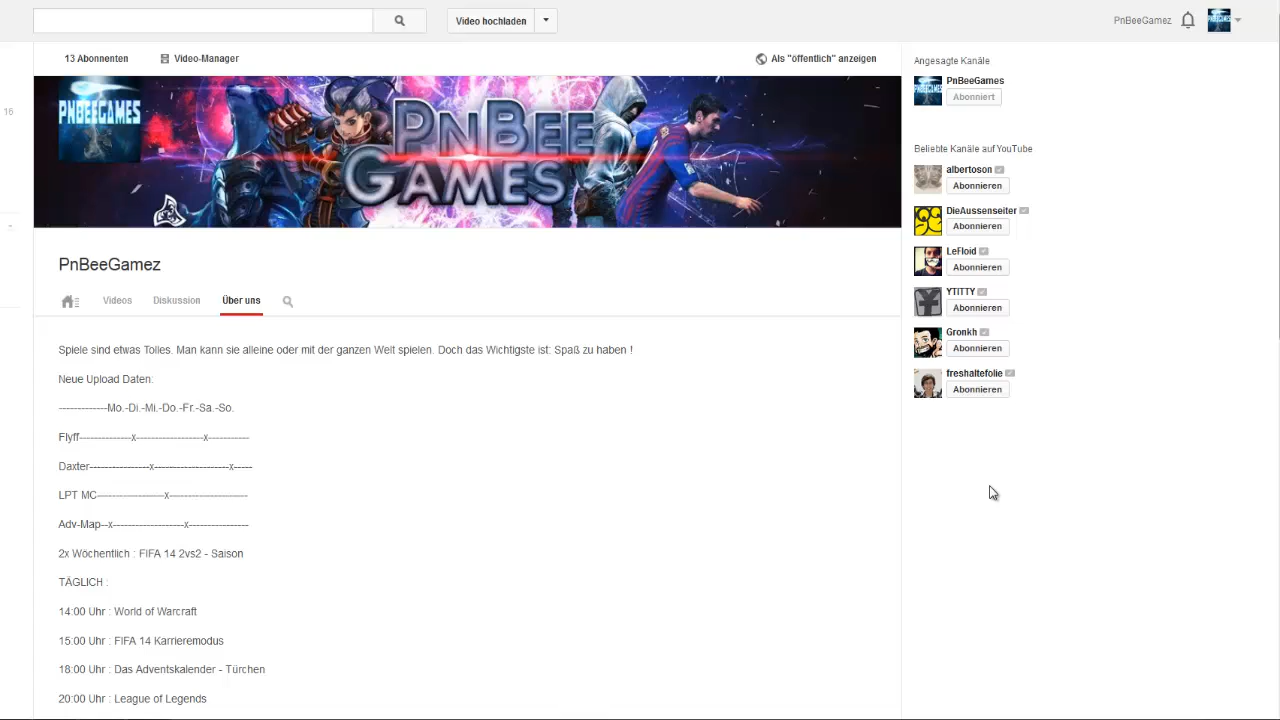 Video hochladen
PnBeeGamez
13 Abonnenten
Video-Manager
Als "öffentlich" anzeigen
16
PNBEEGAMES
PNBEE
GAMES
PnBeeGamez
Videos
Diskussion
Über uns
Spiele sind etwas Tolles. Man kann sie alleine oder mit der ganzen Welt spielen. Doch das Wichtigste ist: Spaß zu haben !
Neue Upload Daten:
-------------Mo.-Di.-Mi.-Do.-Fr.-Sa.-So.
Flyff--------------x------------------x-----------
Daxter----------------x--------------------x-----
LPT MC------------------x---------------------
Adv-Map--x-------------------x----------------
2x Wöchentlich : FIFA 14 2vs2 - Saison
TÄGLICH :
14:00 Uhr : World of Warcraft
15:00 Uhr : FIFA 14 Karrieremodus
18:00 Uhr : Das Adventskalender - Türchen
20:00 Uhr : League of Legends
Angesagte Kanäle
PnBeeGames
Abonniert
Beliebte Kanäle auf YouTube
albertoson
Abonnieren
DieAussenseiter
Abonnieren
LeFloid
Abonnieren
YTITTY
Abonnieren
Gronkh
Abonnieren
freshaltefolie
Abonnieren